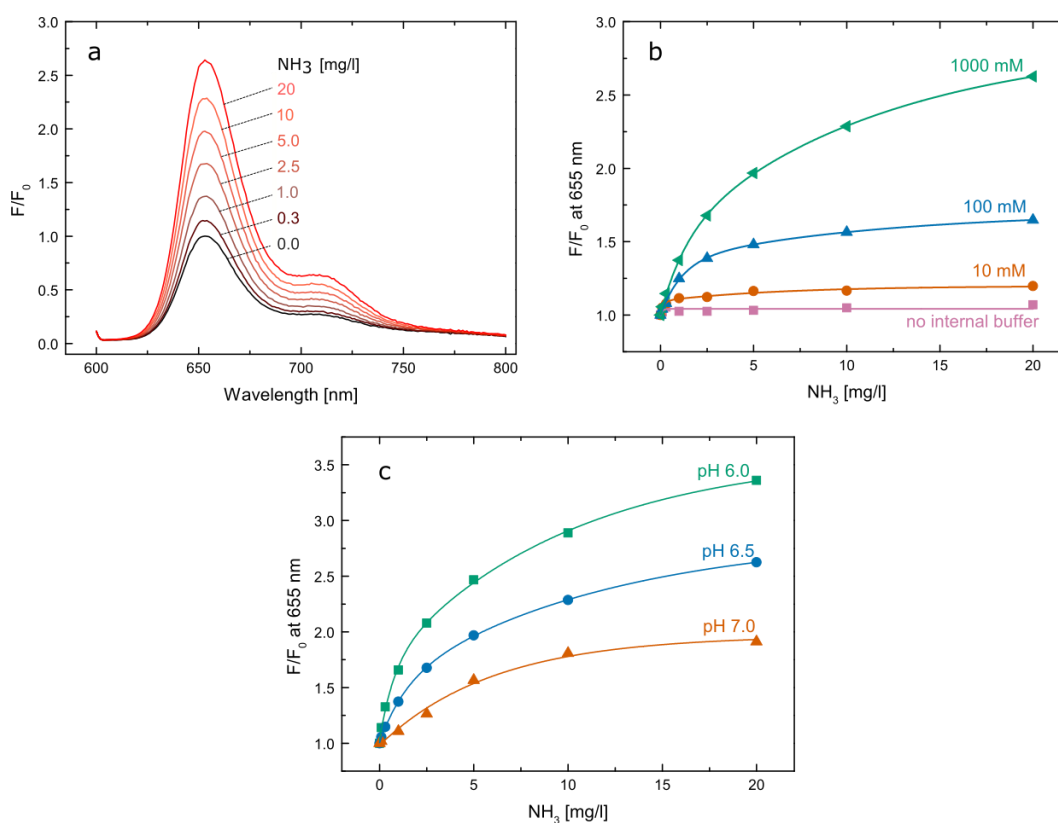 a
NH3 [mg/l]
20
10
5.0
2.5
1.0
0.3
0.0
3.0
2.5
2.0
1.5
1.0
0.5
0.0
F/F₀
600
650
700
750
800
Wavelength [nm]
b
1000 mM
100 mM
10 mM
no internal buffer
3.0
2.5
2.0
1.5
1.0
F/F₀ at 655 nm
0
5
10
15
20
NH₃ [mg/l]
c
pH 6.0
pH 6.5
pH 7.0
3.5
3.0
2.5
2.0
1.5
1.0
F/F₀ at 655 nm
0
5
10
15
20
NH₃ [mg/l]